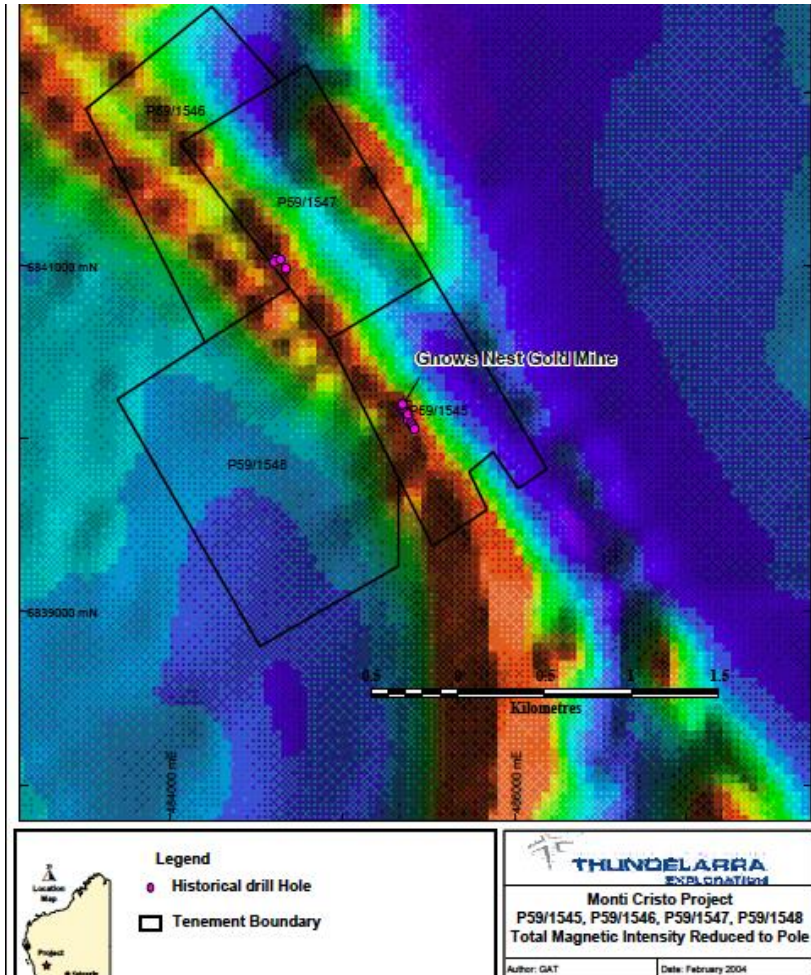 P59/1546
P59/1547
6841000 mN
Gnows Nest Gold Mine
P59/1545
P59/1548
6839000 mN
0.5 0 0.5 1 1.5
Kilometres
484000 mE
486000 mE
Legend
Historical drill Hole
Tenement Boundary
N
Location
Map
Project
THUNDELARRA
EXPLORATION
Monti Cristo Project
P59/1545, P59/1546, P59/1547, P59/1548
Total Magnetic Intensity Reduced to Pole
Author: GAT
Date: February 2004